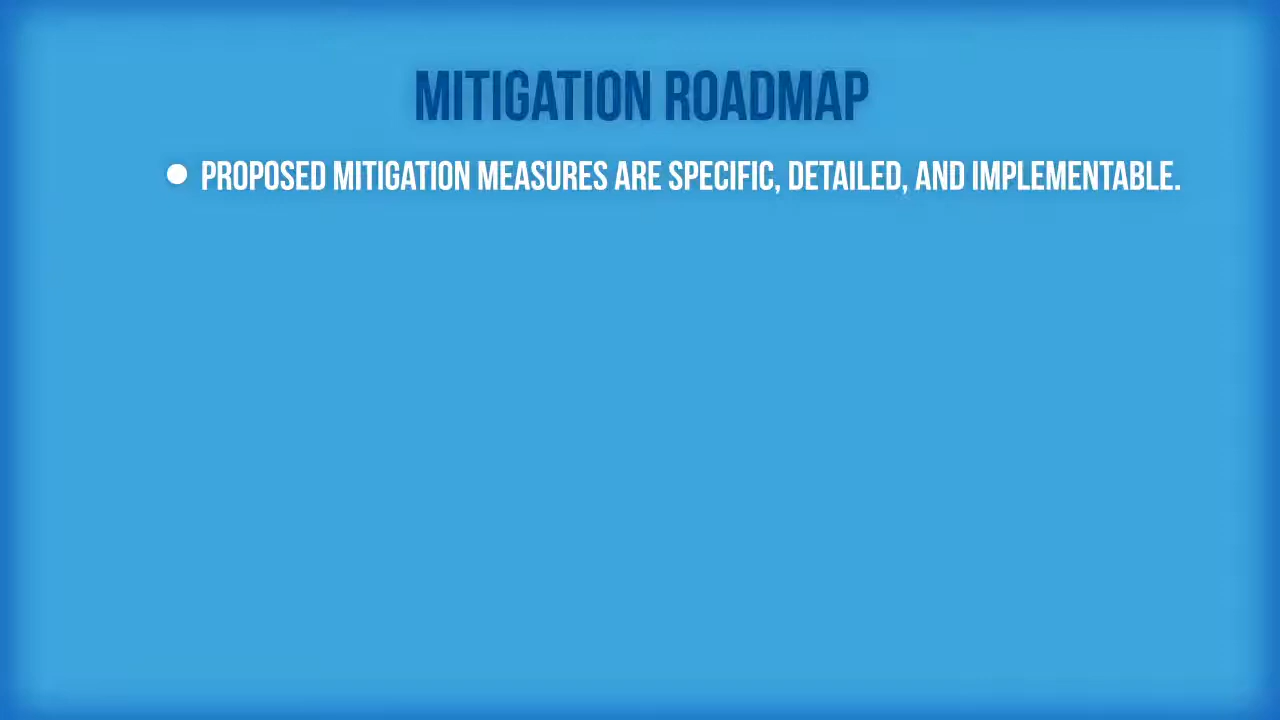 MITIGATION ROADMAP
● PROPOSED MITIGATION MEASURES ARE SPECIFIC, DETAILED, AND IMPLEMENTABLE.